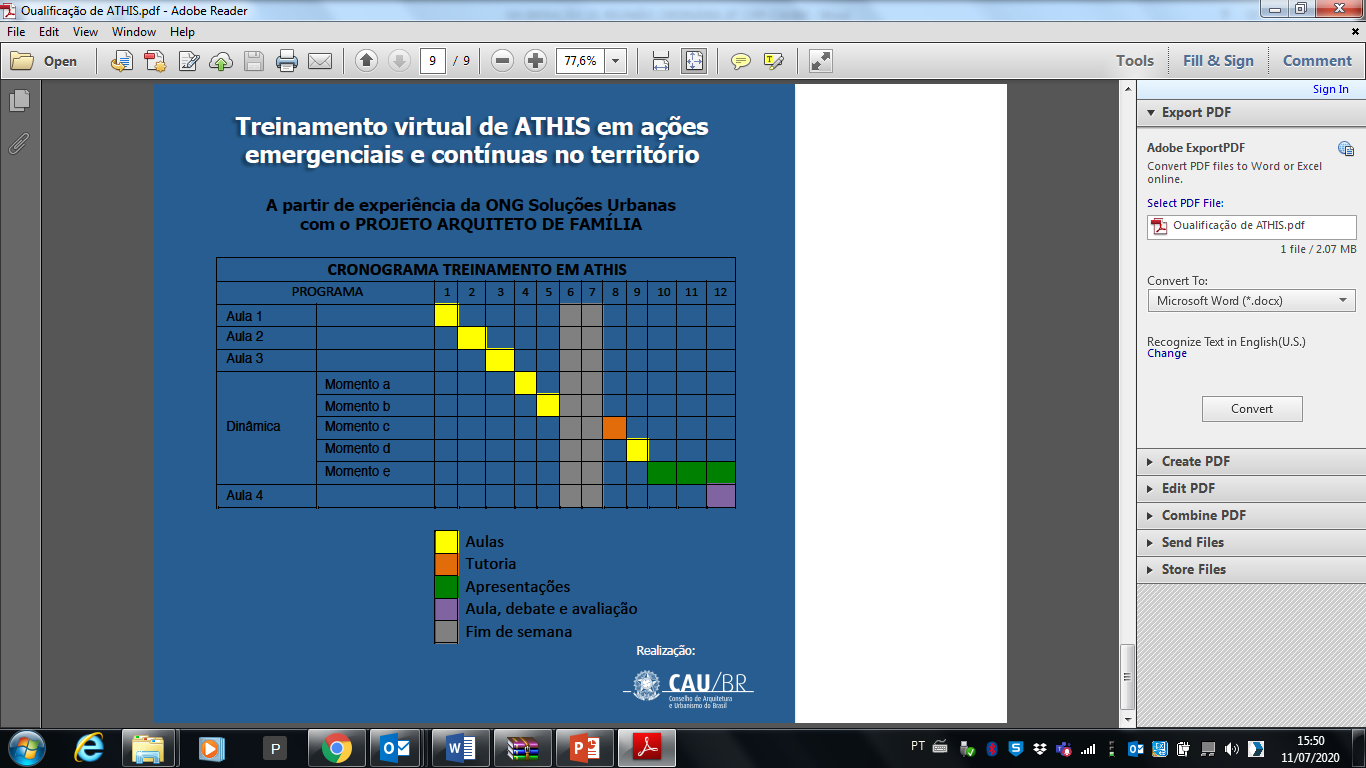 Qualificação de ATHIS.pdf - Adobe Reader
File Edit View Window Help
Open 9 / 9 77,6% Tools Fill & Sign Comment
Sign In
Treinamento virtual de ATHIS em ações
emergenciais e contínuas no território
A partir de experiência da ONG Soluções Urbanas
com o PROJETO ARQUITETO DE FAMÍLIA
CRONOGRAMA TREINAMENTO EM ATHIS
PROGRAMA 1 2 3 4 5 6 7 8 9 10 11 12
Aula 1
Aula 2
Aula 3
Dinâmica
Momento a
Momento b
Momento c
Momento d
Momento e
Aula 4
Aulas
Tutoria
Apresentações
Aula, debate e avaliação
Fim de semana
Realização:
CAU/BR
Conselho de Arquitetura
e Urbanismo do Brasil
Export PDF
Adobe ExportPDF
Convert PDF files to Word or Excel
online.
Select PDF File:
Qualificação de ATHIS.pdf
1 file / 2.07 MB
Convert To:
Microsoft Word (*.docx)
Recognize Text in English(U.S.)
Change
Convert
Create PDF
Edit PDF
Combine PDF
Send Files
Store Files
P
PT
15:50
11/07/2020